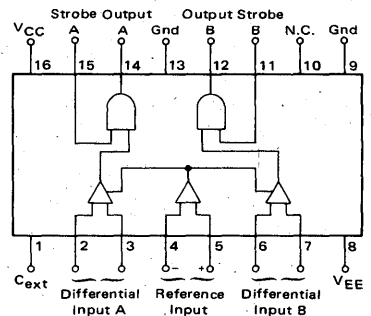 Strobe Output Output Strobe
VCC A A Gnd B B N.C. Gnd
16 15 14 13 12 11 10 9
1 2 3 4 5 6 7 8
Cext - + VEE
Differential Reference Differential
Input A Input Input B